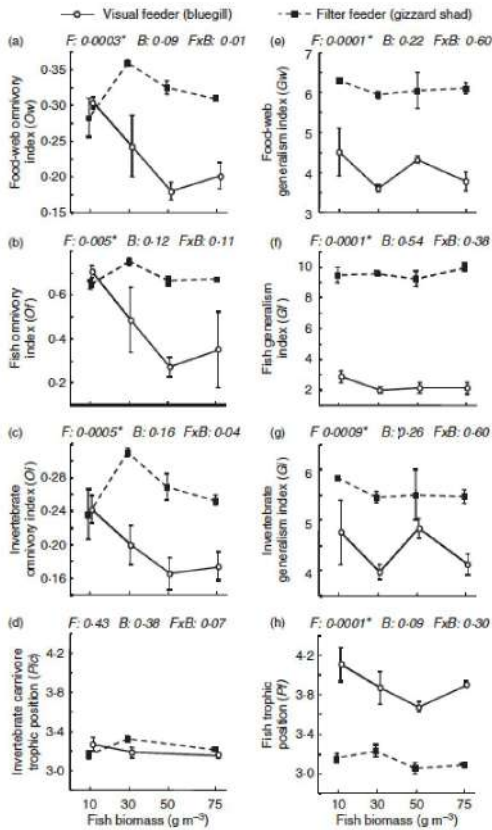 Visual feeder (bluegill) Filter feeder (gizzard shad)
(a) F: 0·0003* B: 0·09 FxB: 0·01
Food-web omnivory
index (Ow)
0·35
0·30
0·25
0·20
0·15
(b) F: 0·005* B: 0·12 FxB: 0·11
Fish omnivory
index (Of)
0·6
0·4
0·2
(c) F: 0·0005* B: 0·16 FxB: 0·04
Invertebrate
omnivory index (OI)
0·28
0·24
0·20
0·16
(d) F: 0·43 B: 0·38 FxB: 0·07
Invertebrate carnivore
trophic position (Pic)
4·2
3·8
3·4
3·0
10 30 50 75
Fish biomass (g m⁻³)
(e) F: 0·0001* B: 0·22 FxB: 0·60
Food-web
generalism index (Gw)
7
6
5
4
3
(f) F: 0·0001* B: 0·54 FxB: 0·38
Fish generalism
index (Gf)
10
8
6
4
2
(g) F 0·0009* B: 0·26 FxB: 0·60
Invertebrate
generalism index (Gi)
6
5
4
(h) F: 0·0001* B: 0·09 FxB: 0·30
Fish trophic
position (Pf)
4·2
3·8
3·4
3·0
10 30 50 75
Fish biomass (g m⁻³)